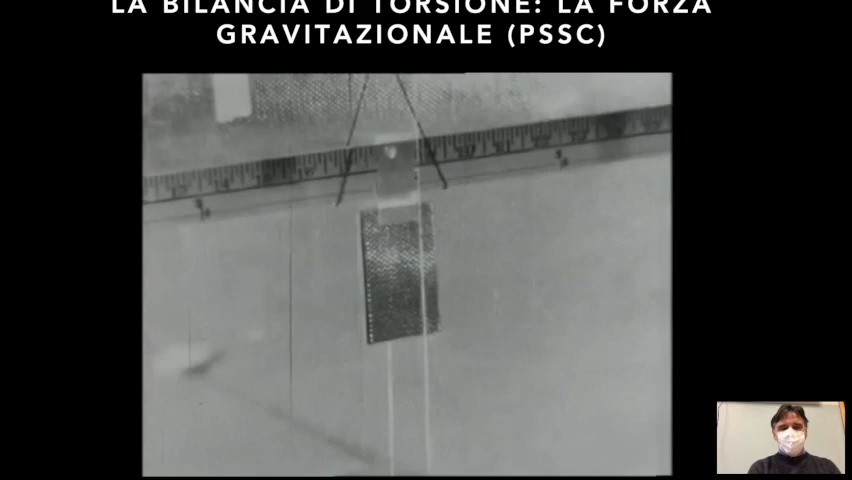 LA BILANCIA DI TORSIONE: LA FORZA
GRAVITAZIONALE (PSSC)